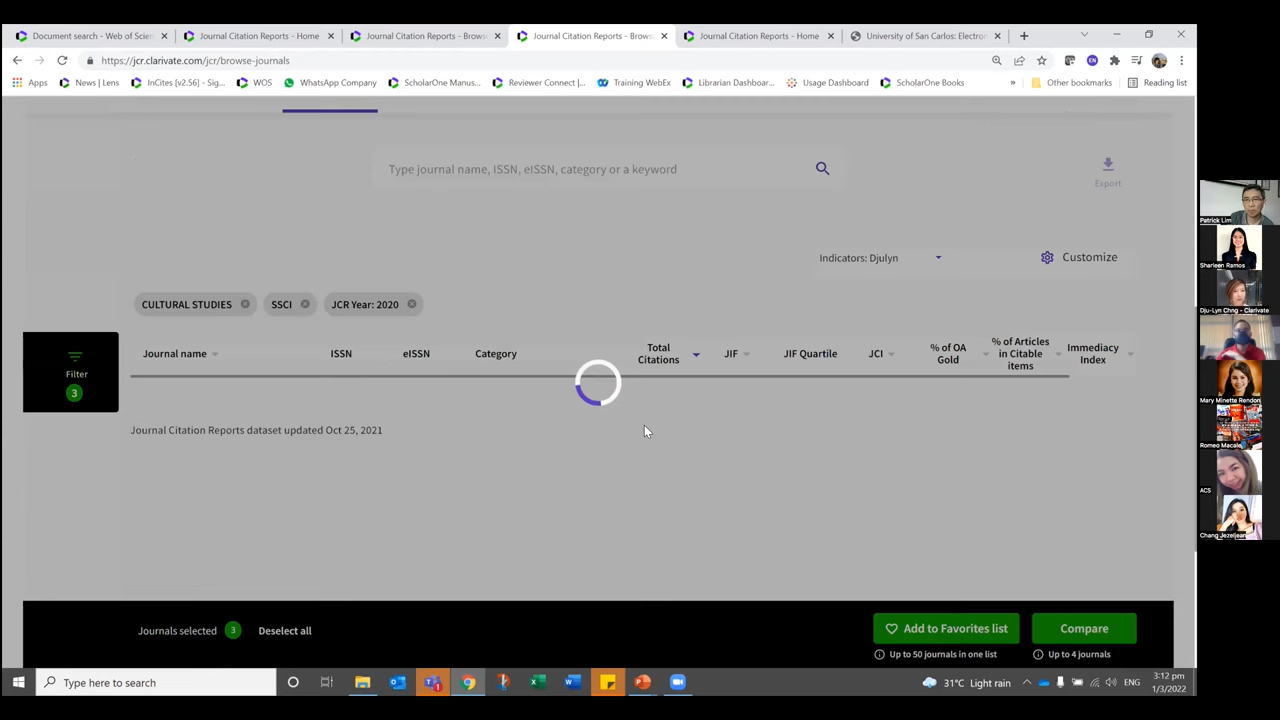 Document search - Web of Scien
Journal Citation Reports - Home
Journal Citation Reports - Brows
Journal Citation Reports - Brows
Journal Citation Reports - Home
University of San Carlos: Electron
https://jcr.clarivate.com/jcr/browse-journals
Apps
News | Lens
InCites [v2.56] - Sig...
WOS
WhatsApp Company
ScholarOne Manus...
Reviewer Connect |...
Training WebEx
Librarian Dashboar...
Usage Dashboard
ScholarOne Books
»
Other bookmarks
Reading list
Type journal name, ISSN, eISSN, category or a keyword
Export
Indicators: Djulyn
Customize
CULTURAL STUDIES
SSCI
JCR Year: 2020
Filter
3
Journal name
ISSN
eISSN
Category
Total
Citations
JIF
JIF Quartile
JCI
% of OA
Gold
% of Articles
in Citable
items
Immediacy
Index
Journal Citation Reports dataset updated Oct 25, 2021
Journals selected 3
Deselect all
Add to Favorites list
Compare
Up to 50 journals in one list
Up to 4 journals
Patrick Lim
Sharleen Ramos
Dju-Lyn Chng - Clarivate
Mary Minette Rendon
Romeo Macale
ACS
Chang Jezeljean
Type here to search
31°C Light rain
ENG
3:12 pm
1/3/2022